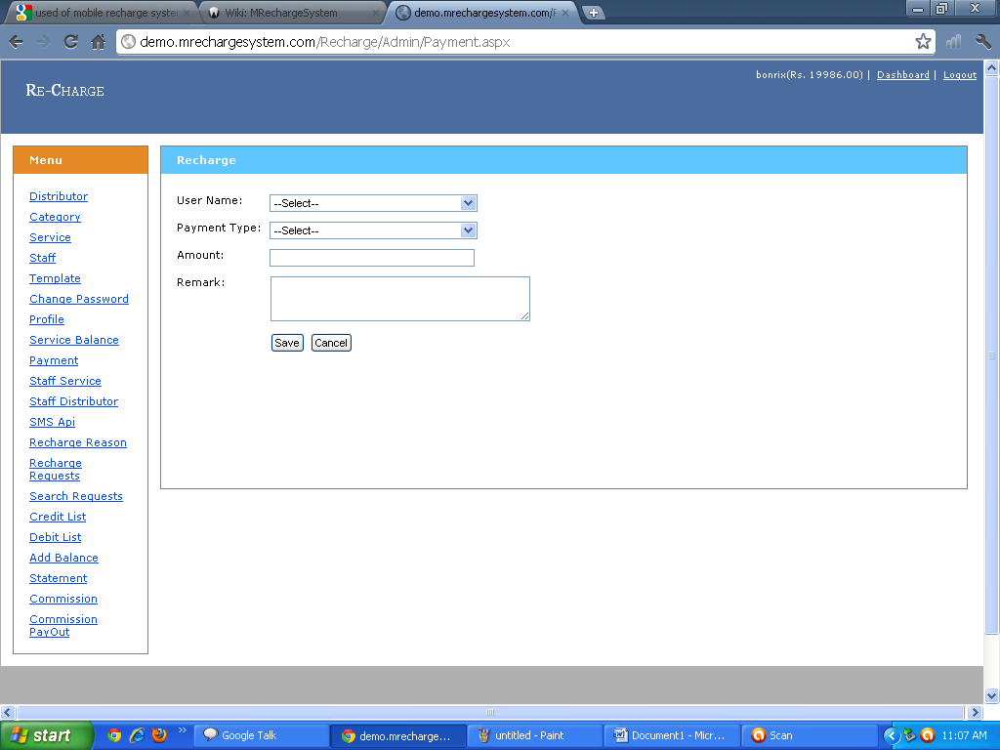 used of mobile recharge syste
Wiki: MRechargeSystem
demo.mrechargesystem.com/F
demo.mrechargesystem.com/Recharge/Admin/Payment.aspx
bonrix(Rs. 19986.00) | Dashboard | Logout
RE-CHARGE
Menu
Distributor
Category
Service
Staff
Template
Change Password
Profile
Service Balance
Payment
Staff Service
Staff Distributor
SMS Api
Recharge Reason
Recharge
Requests
Search Requests
Credit List
Debit List
Add Balance
Statement
Commission
Commission
PayOut
Recharge
User Name: --Select--
Payment Type: --Select--
Amount:
Remark:
Save Cancel
start
Google Talk
demo.mrecharge...
untitled - Paint
Document1 - Micr...
Scan
11:07 AM